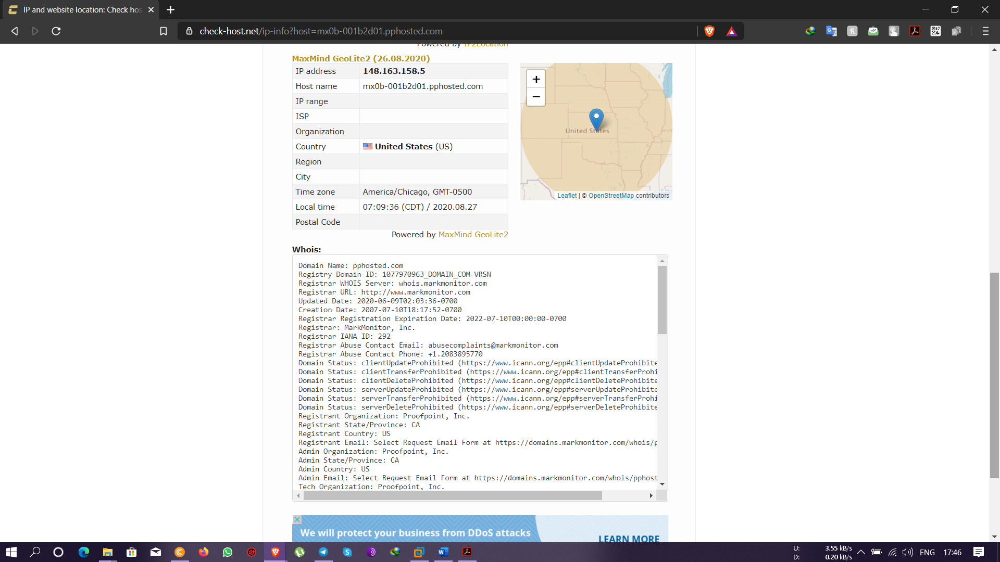 IP and website location: Check hos
check-host.net/ip-info?host=mx0b-001b2d01.pphosted.com
Powered by IP2Location
MaxMind GeoLite2 (26.08.2020)
IP address 148.163.158.5
Host name mx0b-001b2d01.pphosted.com
IP range
ISP
Organization
Country United States (US)
Region
City
Time zone America/Chicago, GMT-0500
Local time 07:09:36 (CDT) / 2020.08.27
Postal Code
+
−
United States
Leaflet | © OpenStreetMap contributors
Powered by MaxMind GeoLite2
Whois:
Domain Name: pphosted.com
Registry Domain ID: 1077970963_DOMAIN_COM-VRSN
Registrar WHOIS Server: whois.markmonitor.com
Registrar URL: http://www.markmonitor.com
Updated Date: 2020-06-09T02:03:36-0700
Creation Date: 2007-07-10T18:17:52-0700
Registrar Registration Expiration Date: 2022-07-10T00:00:00-0700
Registrar: MarkMonitor, Inc.
Registrar IANA ID: 292
Registrar Abuse Contact Email: abusecomplaints@markmonitor.com
Registrar Abuse Contact Phone: +1.2083895770
Domain Status: clientUpdateProhibited (https://www.icann.org/epp#clientUpdateProhibite
Domain Status: clientTransferProhibited (https://www.icann.org/epp#clientTransferProhi
Domain Status: clientDeleteProhibited (https://www.icann.org/epp#clientDeleteProhibite
Domain Status: serverUpdateProhibited (https://www.icann.org/epp#serverUpdateProhibite
Domain Status: serverTransferProhibited (https://www.icann.org/epp#serverTransferProhi
Domain Status: serverDeleteProhibited (https://www.icann.org/epp#serverDeleteProhibite
Registrant Organization: Proofpoint, Inc.
Registrant State/Province: CA
Registrant Country: US
Registrant Email: Select Request Email Form at https://domains.markmonitor.com/whois/p
Admin Organization: Proofpoint, Inc.
Admin State/Province: CA
Admin Country: US
Admin Email: Select Request Email Form at https://domains.markmonitor.com/whois/pphost
Tech Organization: Proofpoint, Inc.
We will protect your business from DDoS attacks
LEARN MORE
U: 3.55 kB/s
D: 0.20 kB/s
ENG
17:46